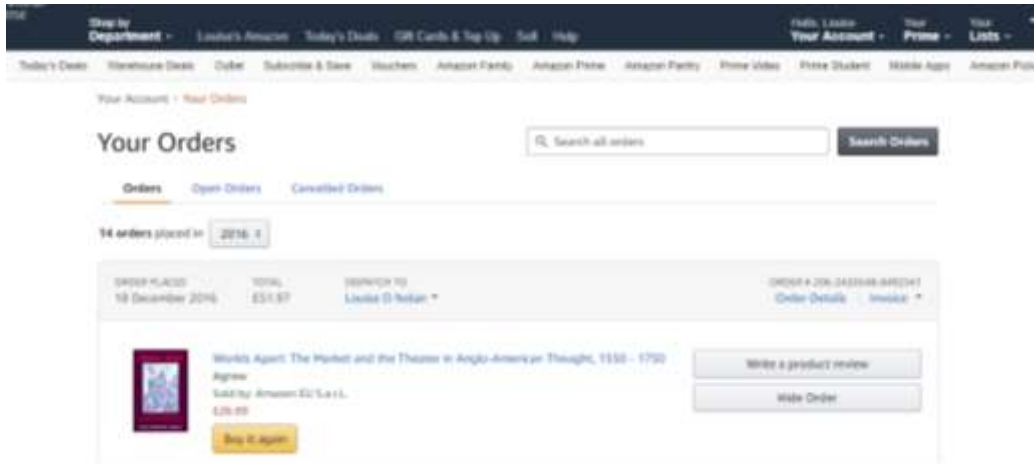 Shop by
Department
Louise's Amazon Today's Deals Gift Cards & Top Up Sell Help
Hello, Louise
Your Account
Your
Prime
Your
Lists
Today's Deals Warehouse Deals Outlet Subscribe & Save Vouchers Amazon Family Amazon Prime Amazon Pantry Prime Video Prime Student Mobile Apps Amazon
Your Account › Your Orders
Your Orders
Search all orders
Search Orders
Orders Open Orders Cancelled Orders
14 orders placed in 2016
ORDER PLACED TOTAL DISPATCH TO ORDER #
18 December 2016 Louise O Nolan Order Details Invoice
Worlds Apart: The Market and the Theater in Anglo-American Thought, 1550 - 1750
Agnew
Sold by: Amazon EU S.a.r.L.
Buy it again
Write a product review
Hide Order